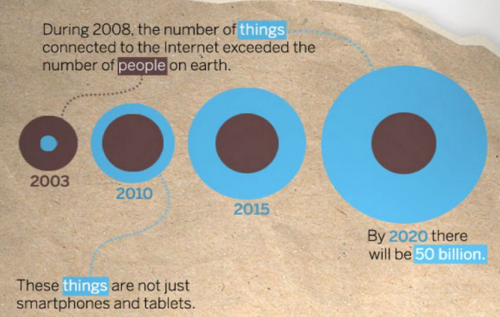 During 2008, the number of things
connected to the Internet exceeded the
number of people on earth.
2003
2010
2015
By 2020 there
will be 50 billion.
These things are not just
smartphones and tablets.